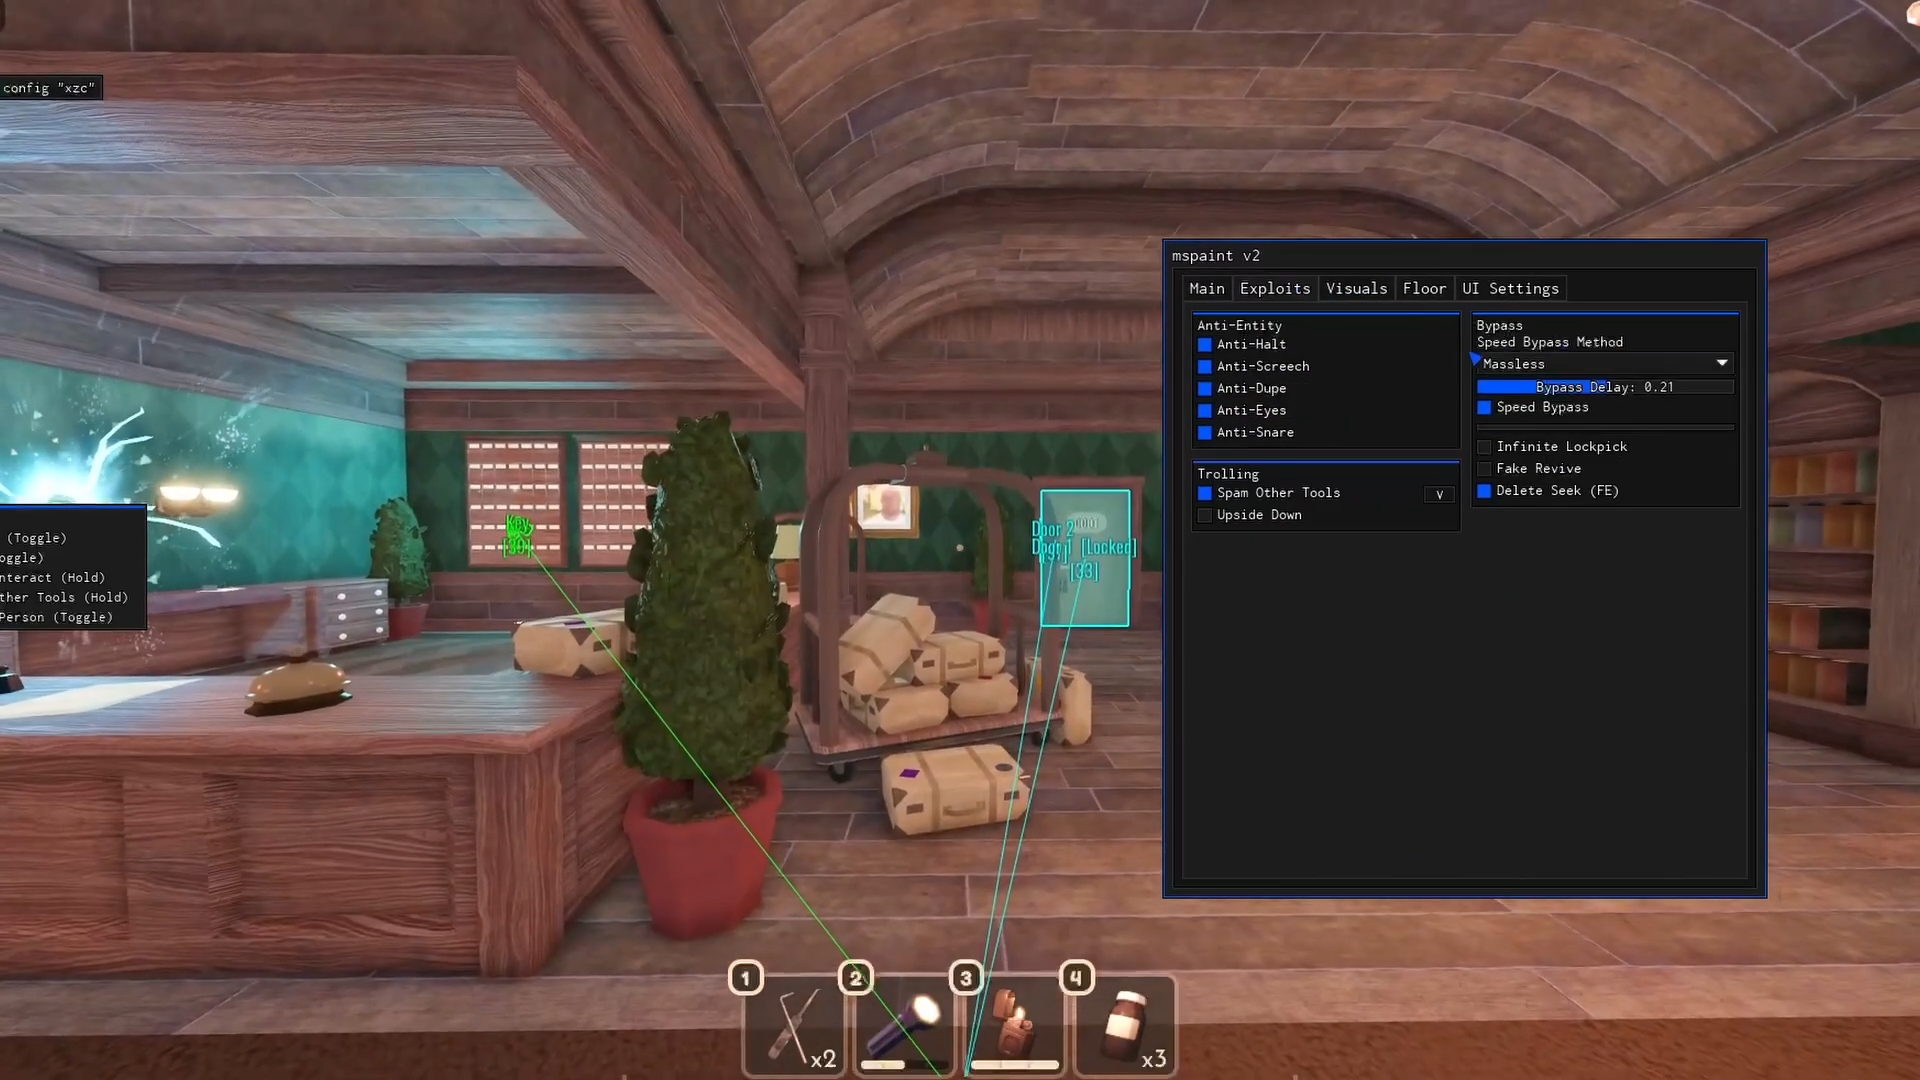 config "xzc"
mspaint v2
Main
Exploits
Visuals
Floor
UI Settings
Anti-Entity
Anti-Halt
Anti-Screech
Anti-Dupe
Anti-Eyes
Anti-Snare
Trolling
Spam Other Tools
V
Upside Down
Bypass
Speed Bypass Method
Massless
Bypass Delay: 0.21
Speed Bypass
Infinite Lockpick
Fake Revive
Delete Seek (FE)
(Toggle)
oggle)
nteract (Hold)
ther Tools (Hold)
Person (Toggle)
Key
[30]
Door 2
Door 1 [Locked]
[33]
1
2
3
4
x2
x3